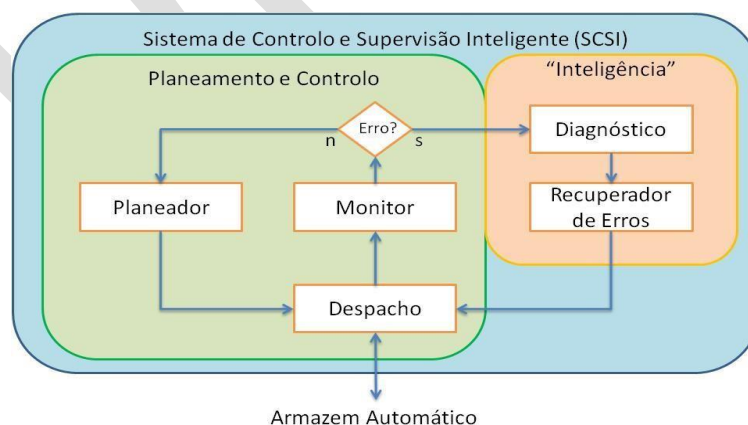 Sistema de Controlo e Supervisão Inteligente (SCSI)
Planeamento e Controlo
“Inteligência”
Erro?
n
s
Diagnóstico
Planeador
Monitor
Recuperador
de Erros
Despacho
Armazem Automático